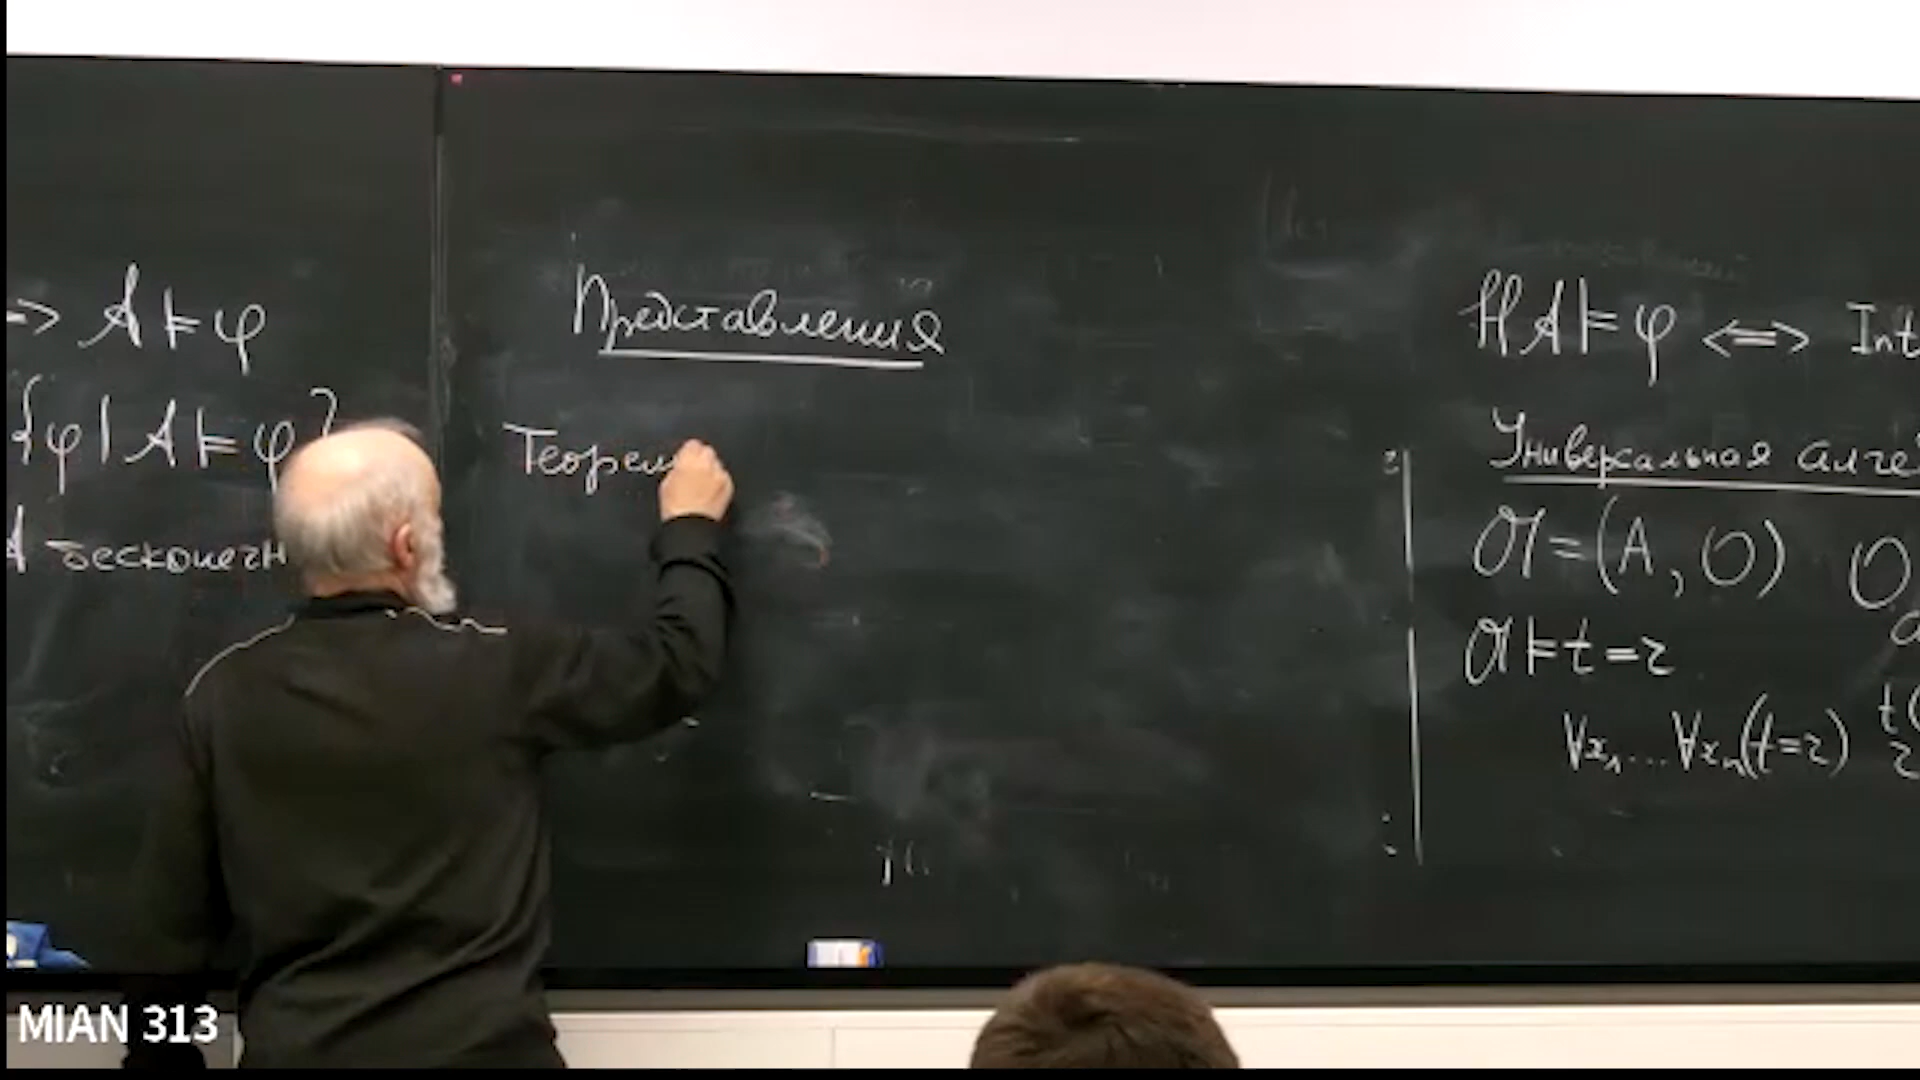 => A ⊨ φ
{φ | A ⊨ φ}
A бесконечн
Представления
Теорем
HA ⊨ φ <=> Int
Универсальная алге
𝔄 = (A, O)
𝔄 ⊨ t = r
∀x₁...∀xₙ(t=r)
MIAN 313